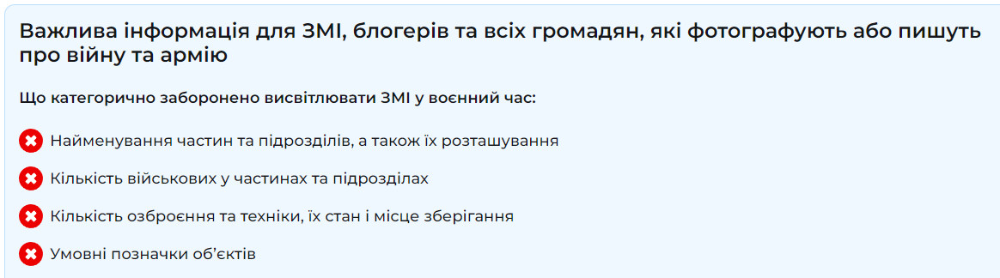 Важлива інформація для ЗМІ, блогерів та всіх громадян, які фотографують або пишуть
про війну та армію
Що категорично заборонено висвітлювати ЗМІ у воєнний час:
Найменування частин та підрозділів, а також їх розташування
Кількість військових у частинах та підрозділах
Кількість озброєння та техніки, їх стан і місце зберігання
Умовні позначки об’єктів